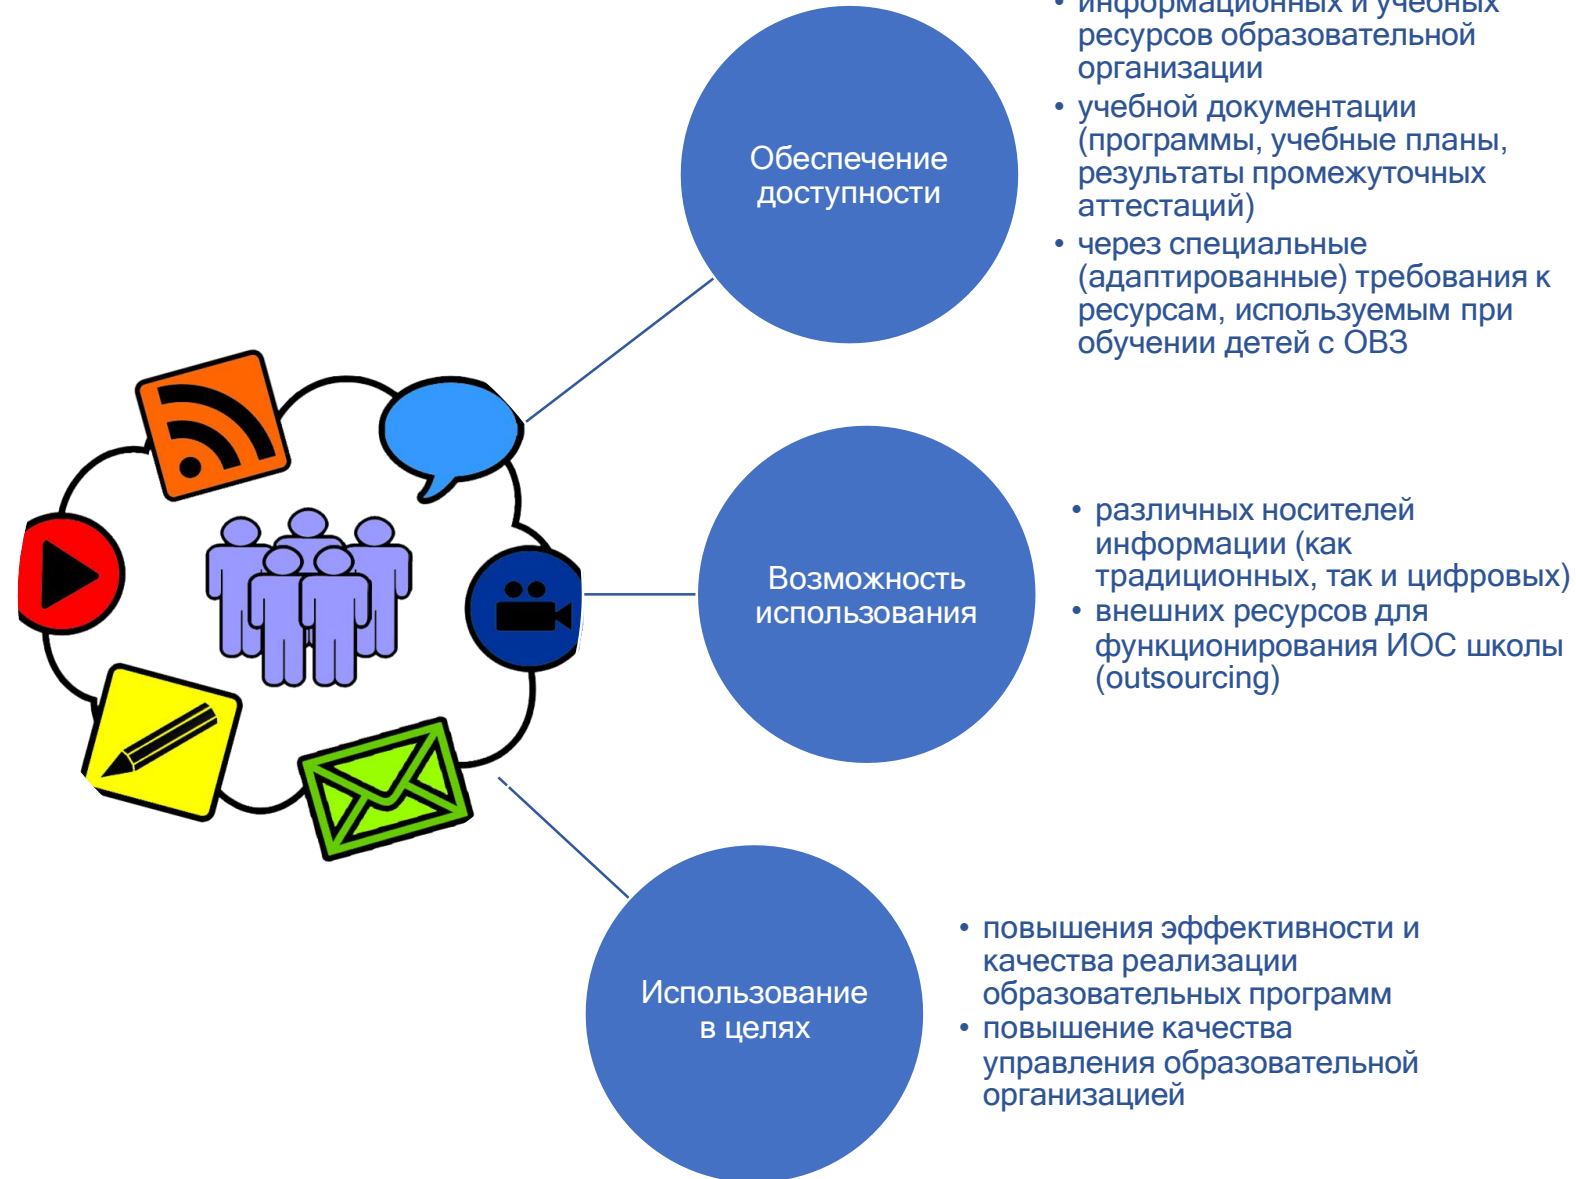 Обеспечение
доступности
• информационных и учебных
ресурсов образовательной
организации
• учебной документации
(программы, учебные планы,
результаты промежуточных
аттестаций)
• через специальные
(адаптированные) требования к
ресурсам, используемым при
обучении детей с ОВЗ
Возможность
использования
• различных носителей
информации (как
традиционных, так и цифровых)
• внешних ресурсов для
функционирования ИОС школы
(outsourcing)
Использование
в целях
• повышения эффективности и
качества реализации
образовательных программ
• повышение качества
управления образовательной
организацией